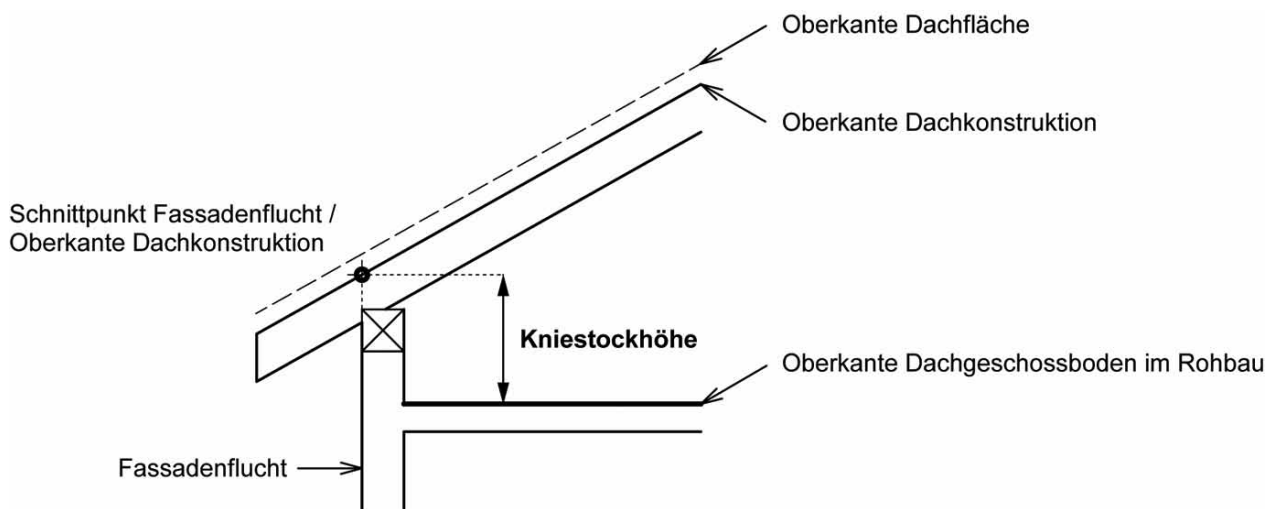 Oberkante Dachfläche
Oberkante Dachkonstruktion
Schnittpunkt Fassadenflucht /
Oberkante Dachkonstruktion
Kniestockhöhe
Oberkante Dachgeschossboden im Rohbau
Fassadenflucht